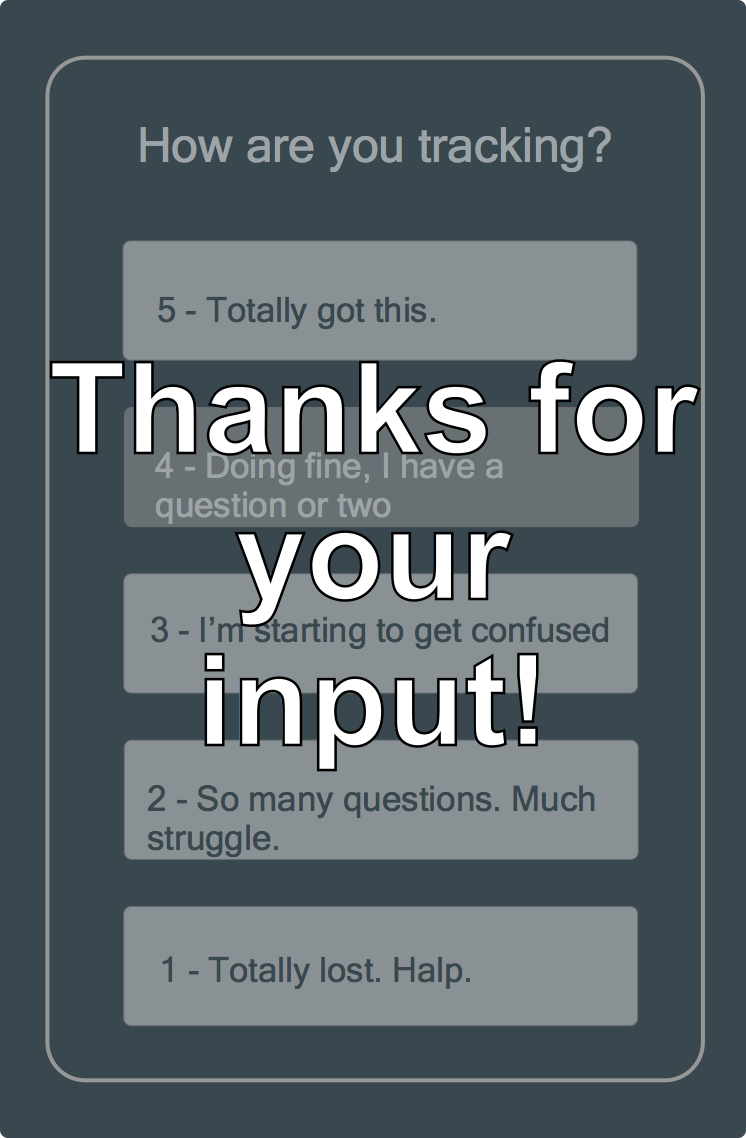 How are you tracking?
5 - Totally got this.
Thanks for
4 - Doing fine, I have a
question or two
your
3 - I’m starting to get confused
input!
2 - So many questions. Much
struggle.
1 - Totally lost. Halp.